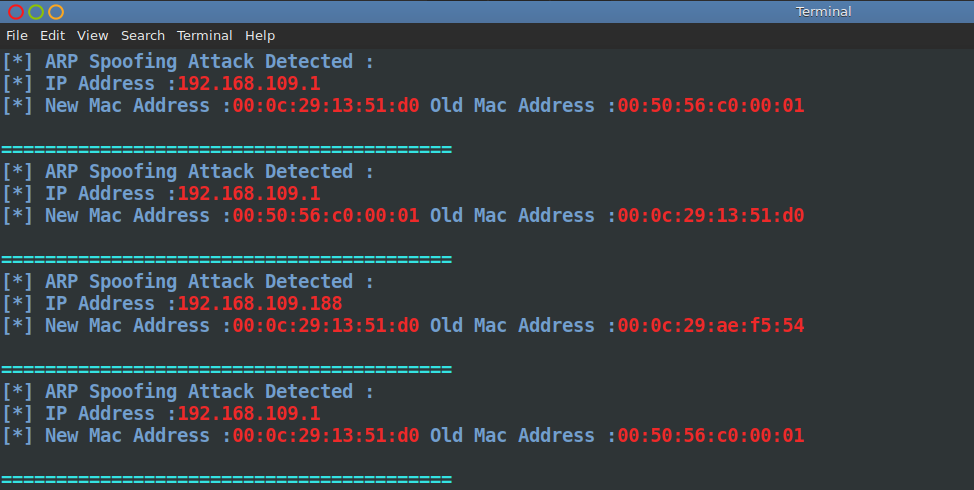 Terminal
File Edit View Search Terminal Help
[*] ARP Spoofing Attack Detected :
[*] IP Address :192.168.109.1
[*] New Mac Address :00:0c:29:13:51:d0 Old Mac Address :00:50:56:c0:00:01
=========================================
[*] ARP Spoofing Attack Detected :
[*] IP Address :192.168.109.1
[*] New Mac Address :00:50:56:c0:00:01 Old Mac Address :00:0c:29:13:51:d0
=========================================
[*] ARP Spoofing Attack Detected :
[*] IP Address :192.168.109.188
[*] New Mac Address :00:0c:29:13:51:d0 Old Mac Address :00:0c:29:ae:f5:54
=========================================
[*] ARP Spoofing Attack Detected :
[*] IP Address :192.168.109.1
[*] New Mac Address :00:0c:29:13:51:d0 Old Mac Address :00:50:56:c0:00:01
=========================================